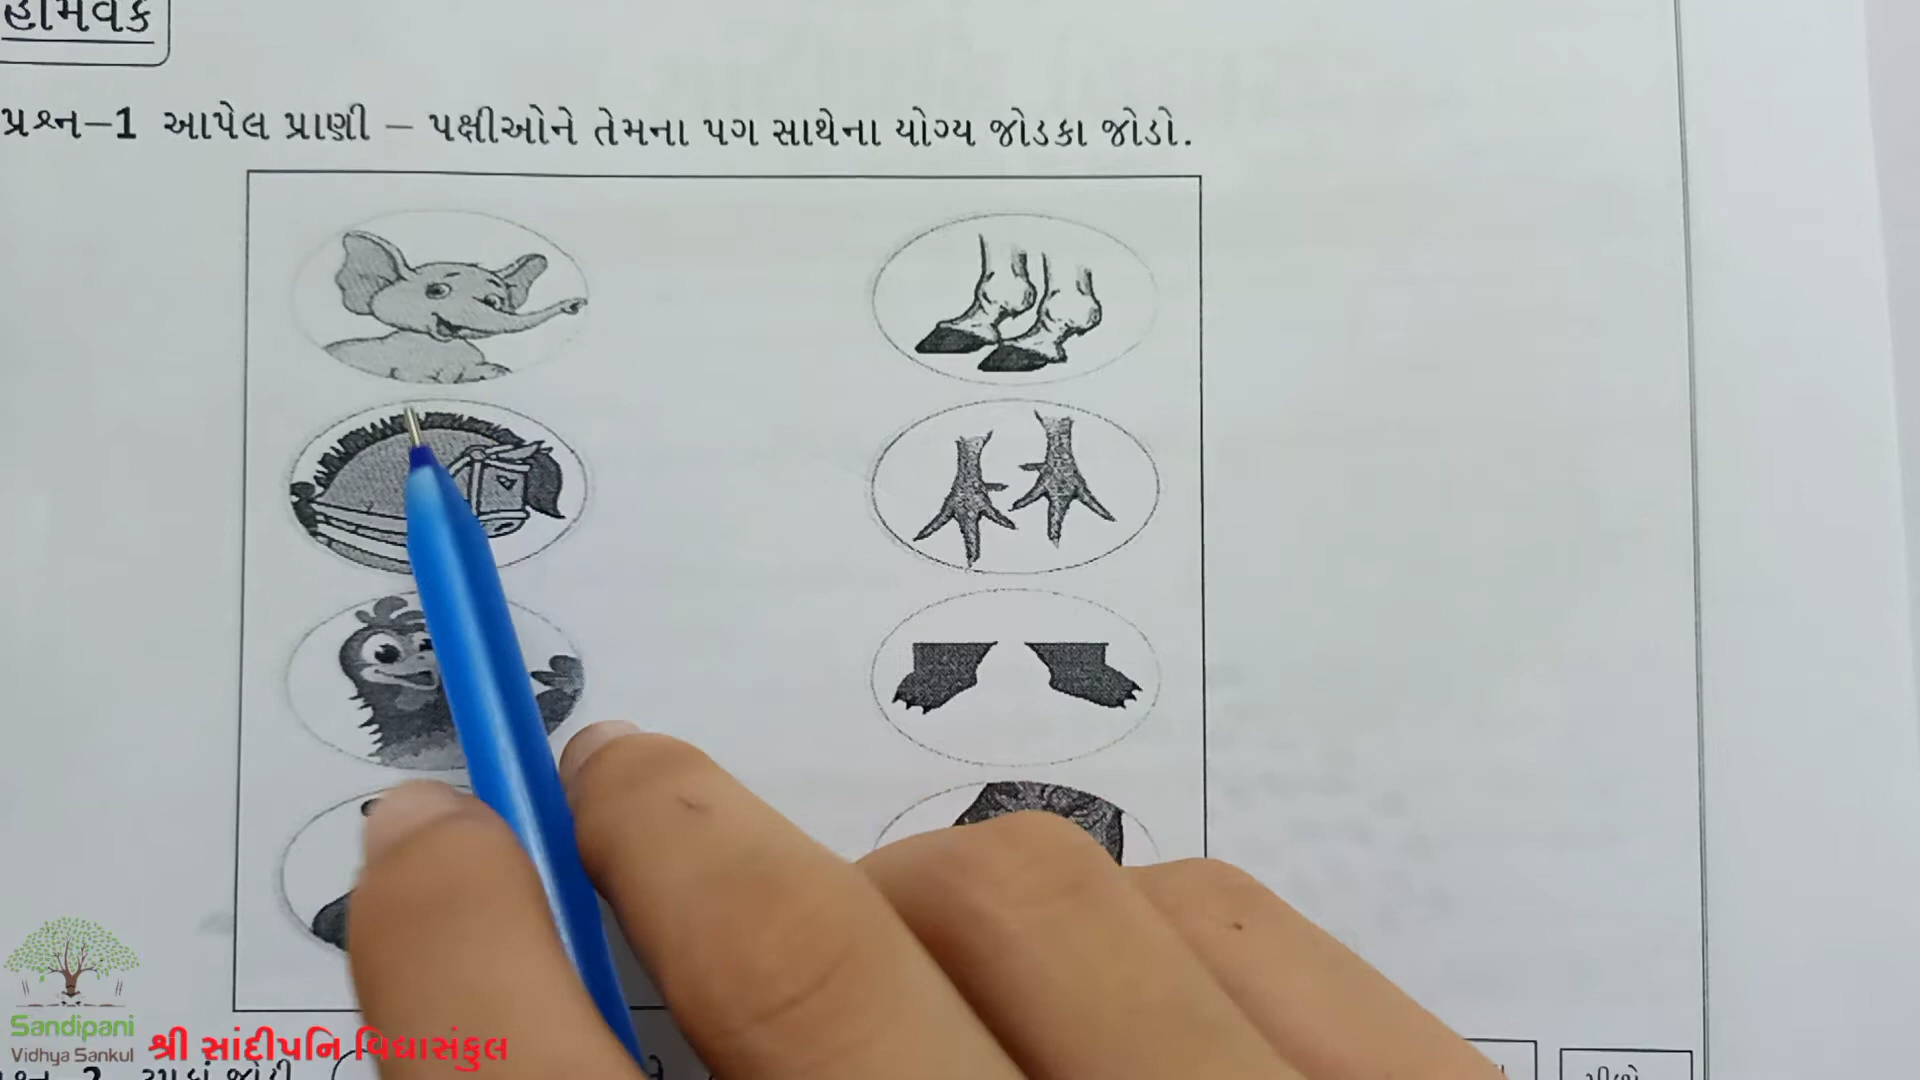 હોમવર્ક
પ્રશ્ન–1 આપેલ પ્રાણી – પક્ષીઓને તેમના પગ સાથેના યોગ્ય જોડકા જોડો.
Sandipani
Vidhya Sankul
શ્રી સાંદીપનિ વિદ્યાસંકુલ